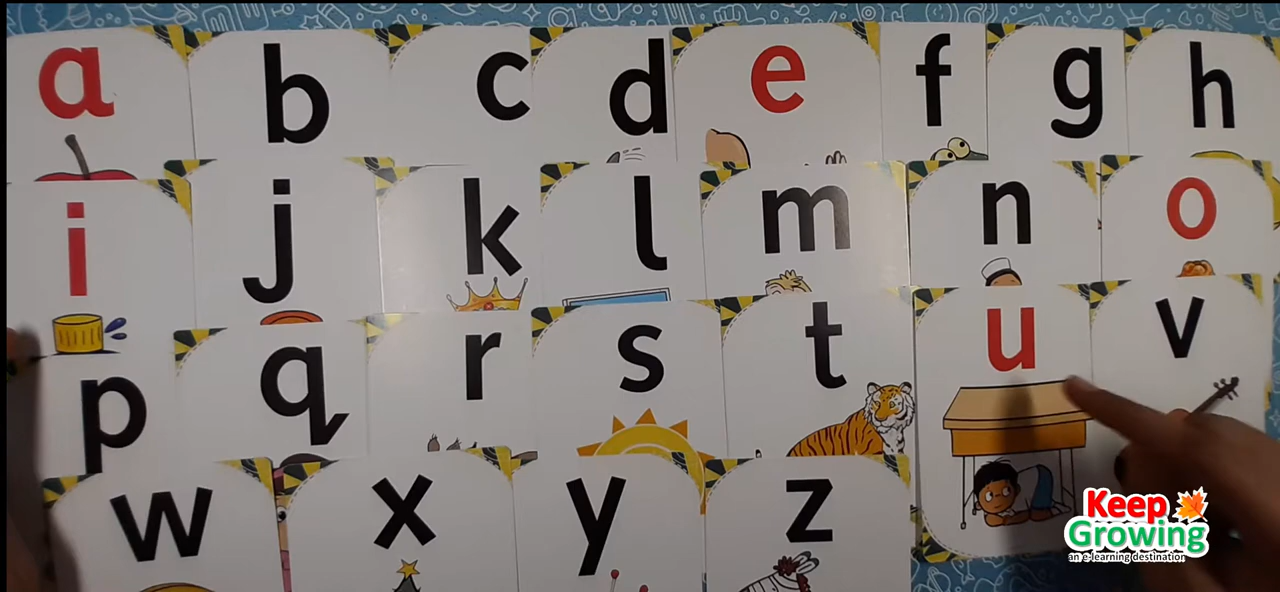 a b c d e f g h
i j k l m n o
p q r s t u v
w x y z
Keep
Growing
an e-learning destination